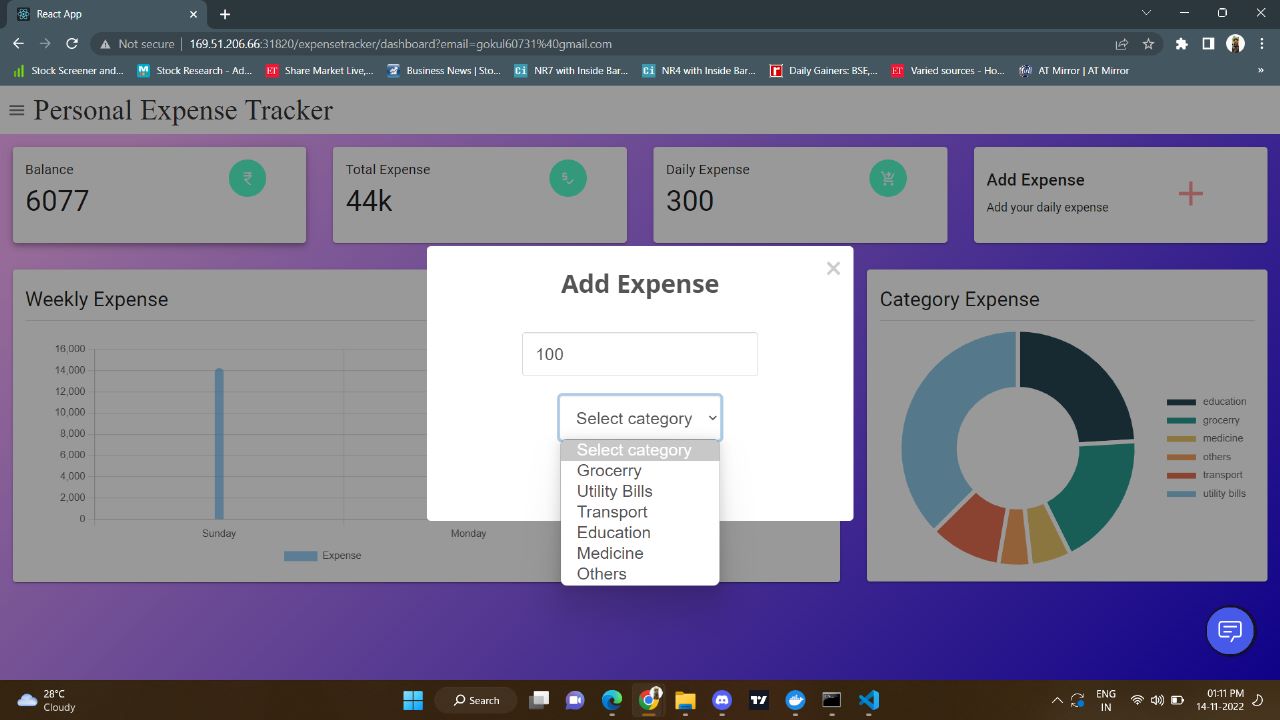 React App
Not secure | 169.51.206.66:31820/expensetracker/dashboard?email=gokul60731%40gmail.com
Stock Screener and... Stock Research - Ad... ET Share Market Live,... Business News | Sto... Ci NR7 with Inside Bar... Ci NR4 with Inside Bar... Daily Gainers: BSE,... ET Varied sources - Ho... AT Mirror | AT Mirror »
Personal Expense Tracker
Balance
6077
Total Expense
44k
Daily Expense
300
Add Expense
Add your daily expense
Weekly Expense
16,000
14,000
12,000
10,000
8,000
6,000
4,000
2,000
0
Sunday Monday
Expense
Add Expense
×
100
Select category
Select category
Grocerry
Utility Bills
Transport
Education
Medicine
Others
Category Expense
education
grocerry
medicine
others
transport
utility bills
28°C
Cloudy
Search
ENG
IN
01:11 PM
14-11-2022